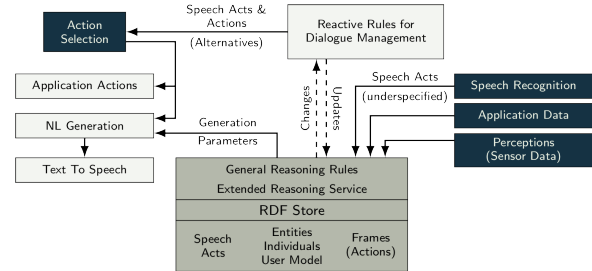 Action
Selection
Speech Acts &
Actions
(Alternatives)
Reactive Rules for
Dialogue Management
Application Actions
NL Generation
Text To Speech
Generation
Parameters
Changes
Updates
Speech Acts
(underspecified)
Speech Recognition
Application Data
Perceptions
(Sensor Data)
General Reasoning Rules
Extended Reasoning Service
RDF Store
Speech
Acts
Entities
Individuals
User Model
Frames
(Actions)